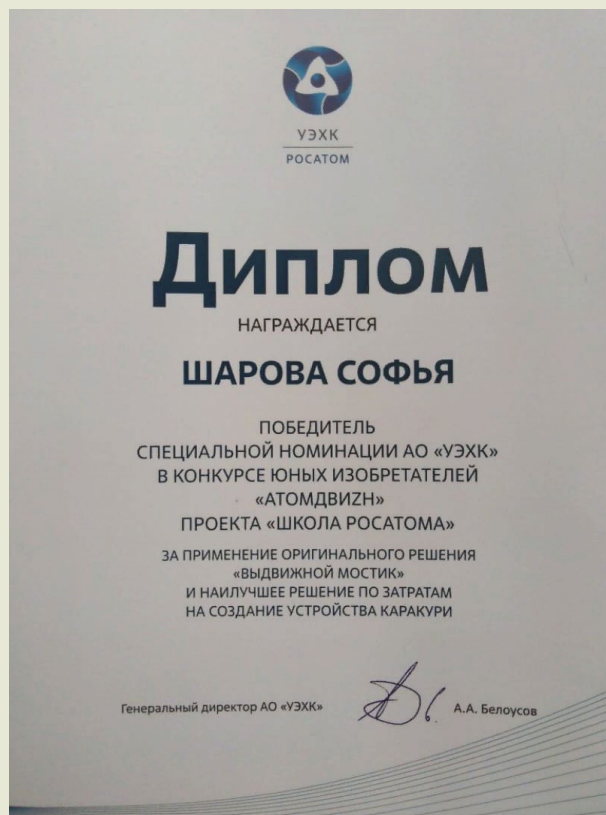 УЭХК
РОСАТОМ
Диплом
НАГРАЖДАЕТСЯ
ШАРОВА СОФЬЯ
ПОБЕДИТЕЛЬ
СПЕЦИАЛЬНОЙ НОМИНАЦИИ АО «УЭХК»
В КОНКУРСЕ ЮНЫХ ИЗОБРЕТАТЕЛЕЙ
«АТОМДВИZH»
ПРОЕКТА «ШКОЛА РОСАТОМА»
ЗА ПРИМЕНЕНИЕ ОРИГИНАЛЬНОГО РЕШЕНИЯ
«ВЫДВИЖНОЙ МОСТИК»
И НАИЛУЧШЕЕ РЕШЕНИЕ ПО ЗАТРАТАМ
НА СОЗДАНИЕ УСТРОЙСТВА КАРАКУРИ
Генеральный директор АО «УЭХК» А.А. Белоусов